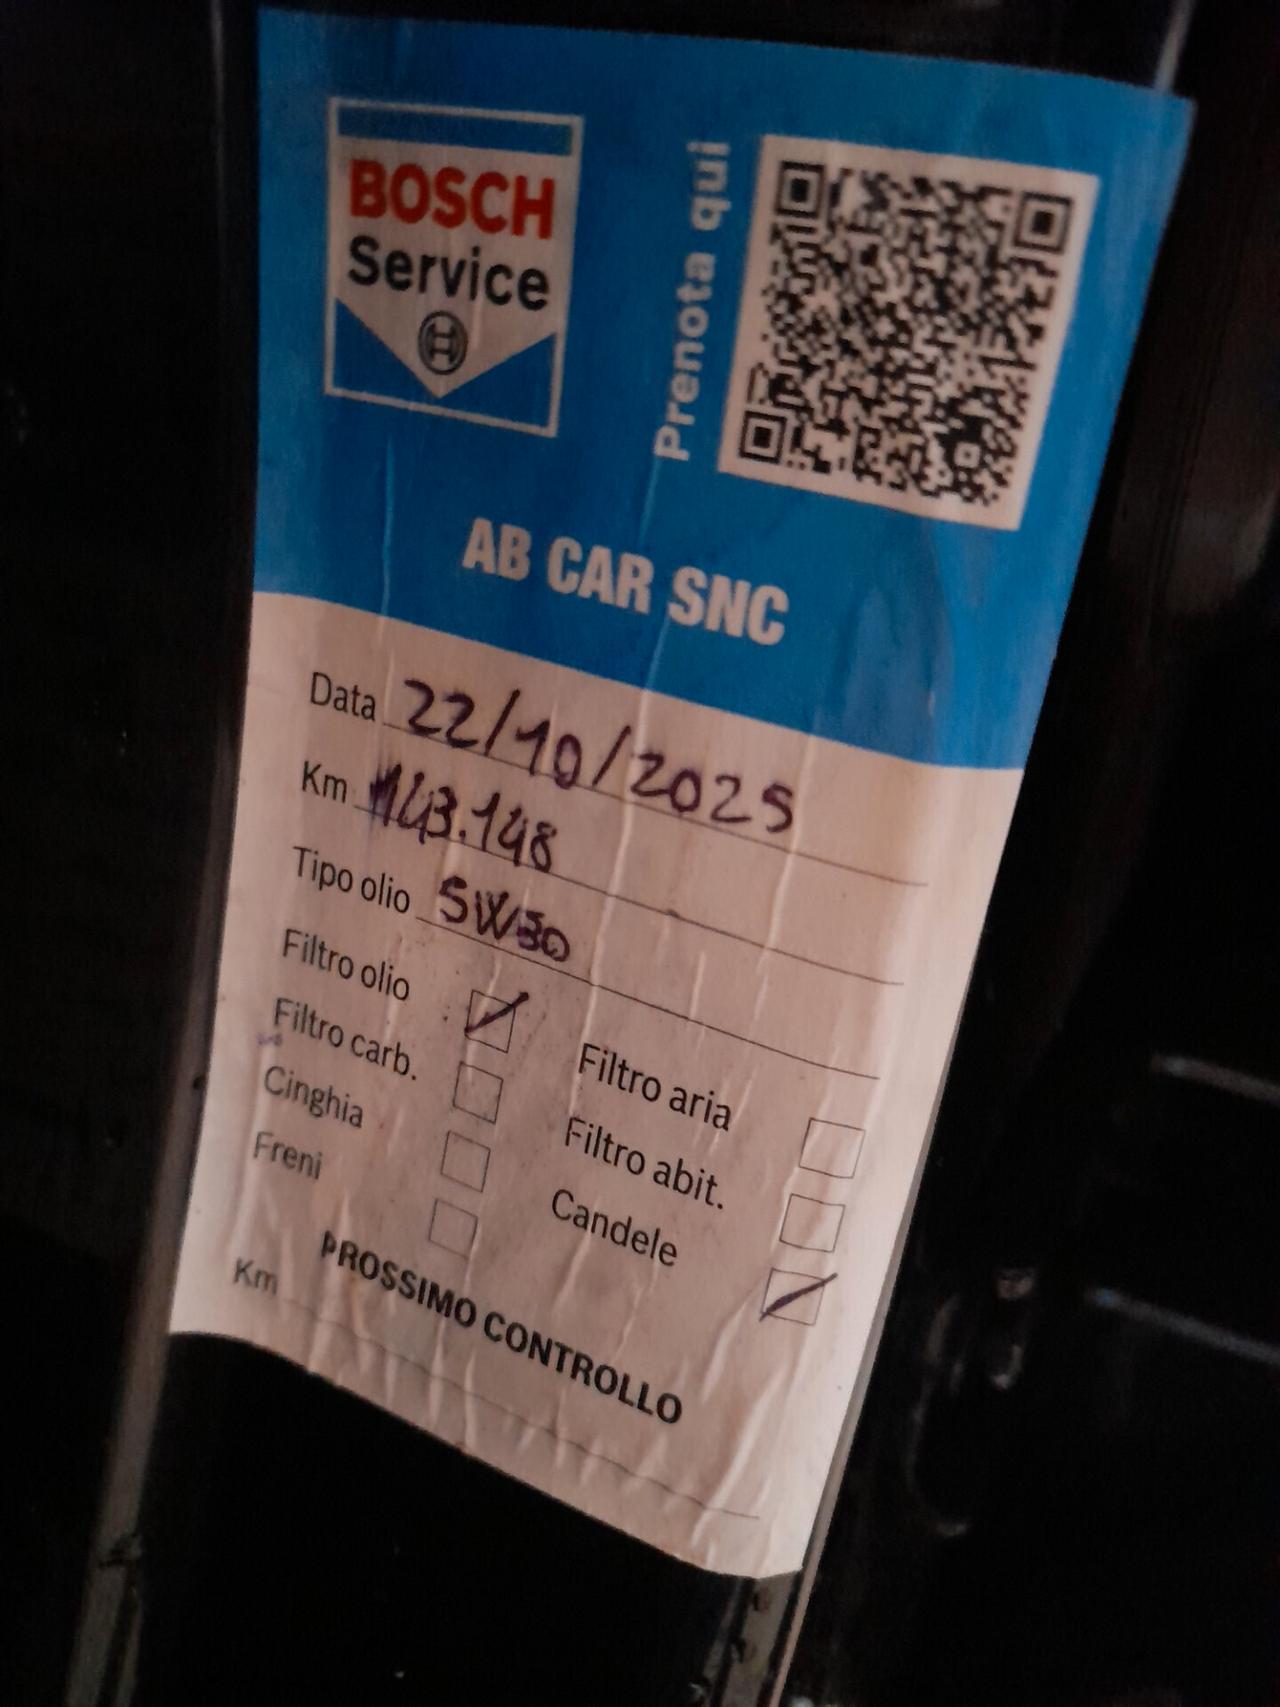 BOSCH
Service
Prenota qui
AB CAR SNC
Data 22/10/2025
Km 143.148
Tipo olio 5W30
Filtro olio
Filtro carb.
Cinghia
Freni
Filtro aria
Filtro abit.
Candele
PROSSIMO CONTROLLO
Km